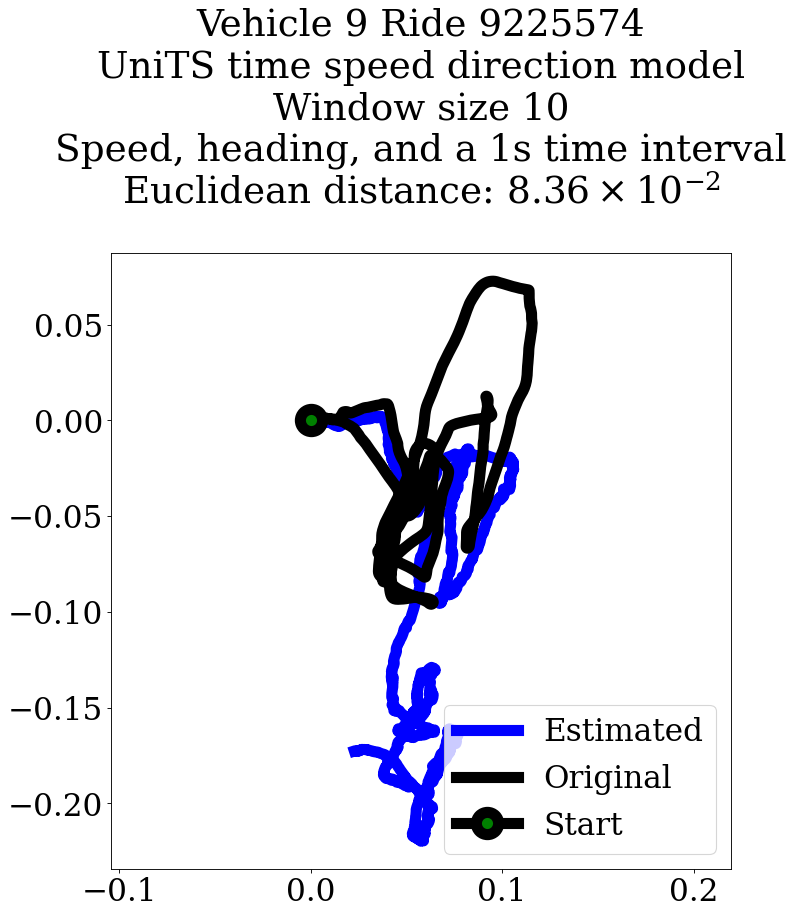 Vehicle 9 Ride 9225574
UniTS time speed direction model
Window size 10
Speed, heading, and a 1s time interval
Euclidean distance: 8.36 × 10⁻²
0.05
0.00
−0.05
−0.10
−0.15
−0.20
Estimated
Original
Start
−0.1
0.0
0.1
0.2